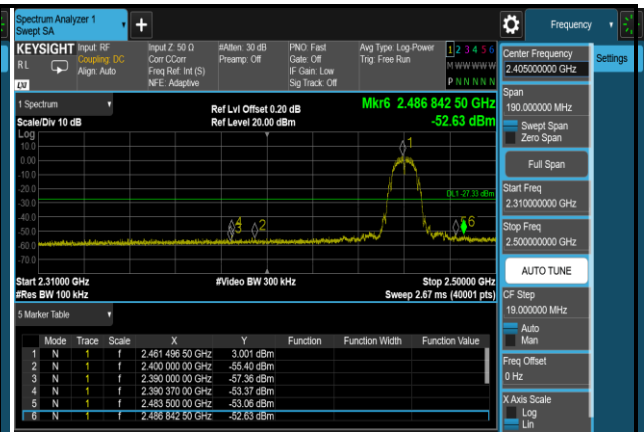 Spectrum Analyzer 1
Swept SA
+
Frequency
KEYSIGHT
RL
LXI
Input: RF
Coupling: DC
Align: Auto
Input Z: 50 Ω
Corr CCorr
Freq Ref: Int (S)
NFE: Adaptive
#Atten: 30 dB
Preamp: Off
PNO: Fast
Gate: Off
IF Gain: Low
Sig Track: Off
Avg Type: Log-Power
Trig: Free Run
1 2 3 4 5 6
M W W W W W
P N N N N N
1 Spectrum
Scale/Div 10 dB
Ref Lvl Offset 0.20 dB
Ref Level 20.00 dBm
Mkr6 2.486 842 50 GHz
-52.63 dBm
Log
10.0
0.00
-10.0
-20.0
-30.0
-40.0
-50.0
-60.0
-70.0
1
DL1 -27.33 dBm
4
3
2
5
6
Start 2.31000 GHz
#Res BW 100 kHz
#Video BW 300 kHz
Stop 2.50000 GHz
Sweep 2.67 ms (40001 pts)
5 Marker Table
Mode Trace Scale X Y Function Function Width Function Value
1 N 1 f 2.461 496 50 GHz 3.001 dBm
2 N 1 f 2.400 000 00 GHz -55.40 dBm
3 N 1 f 2.390 000 00 GHz -57.36 dBm
4 N 1 f 2.390 370 00 GHz -53.37 dBm
5 N 1 f 2.483 500 00 GHz -53.06 dBm
6 N 1 f 2.486 842 50 GHz -52.63 dBm
Center Frequency
2.405000000 GHz
Settings
Span
190.000000 MHz
Swept Span
Zero Span
Full Span
Start Freq
2.310000000 GHz
Stop Freq
2.500000000 GHz
AUTO TUNE
CF Step
19.000000 MHz
Auto
Man
Freq Offset
0 Hz
X Axis Scale
Log
Lin